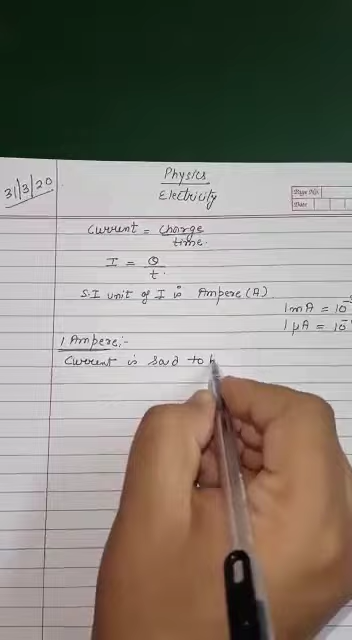 31/3/20
Physics
Electricity
Page No.
Date
Current = Charge
time.
I = Q
t.
S.I unit of I is Ampere (A)
1mA = 10
1μA = 10
1 Ampere:-
Current is said to